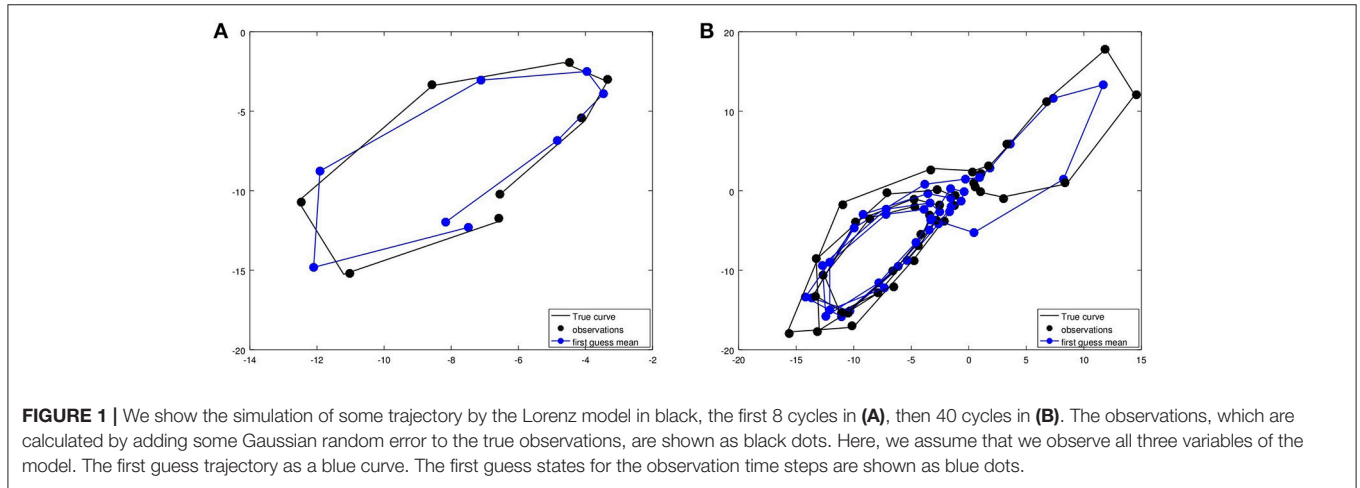 A
0
-5
-10
-15
-20
-14 -12 -10 -8 -6 -4 -2
True curve
observations
first guess mean
B
20
10
0
-10
-20
-20 -15 -10 -5 0 5 10 15
True curve
observations
first guess mean
FIGURE 1 | We show the simulation of some trajectory by the Lorenz model in black, the first 8 cycles in (A), then 40 cycles in (B). The observations, which are
calculated by adding some Gaussian random error to the true observations, are shown as black dots. Here, we assume that we observe all three variables of the
model. The first guess trajectory as a blue curve. The first guess states for the observation time steps are shown as blue dots.